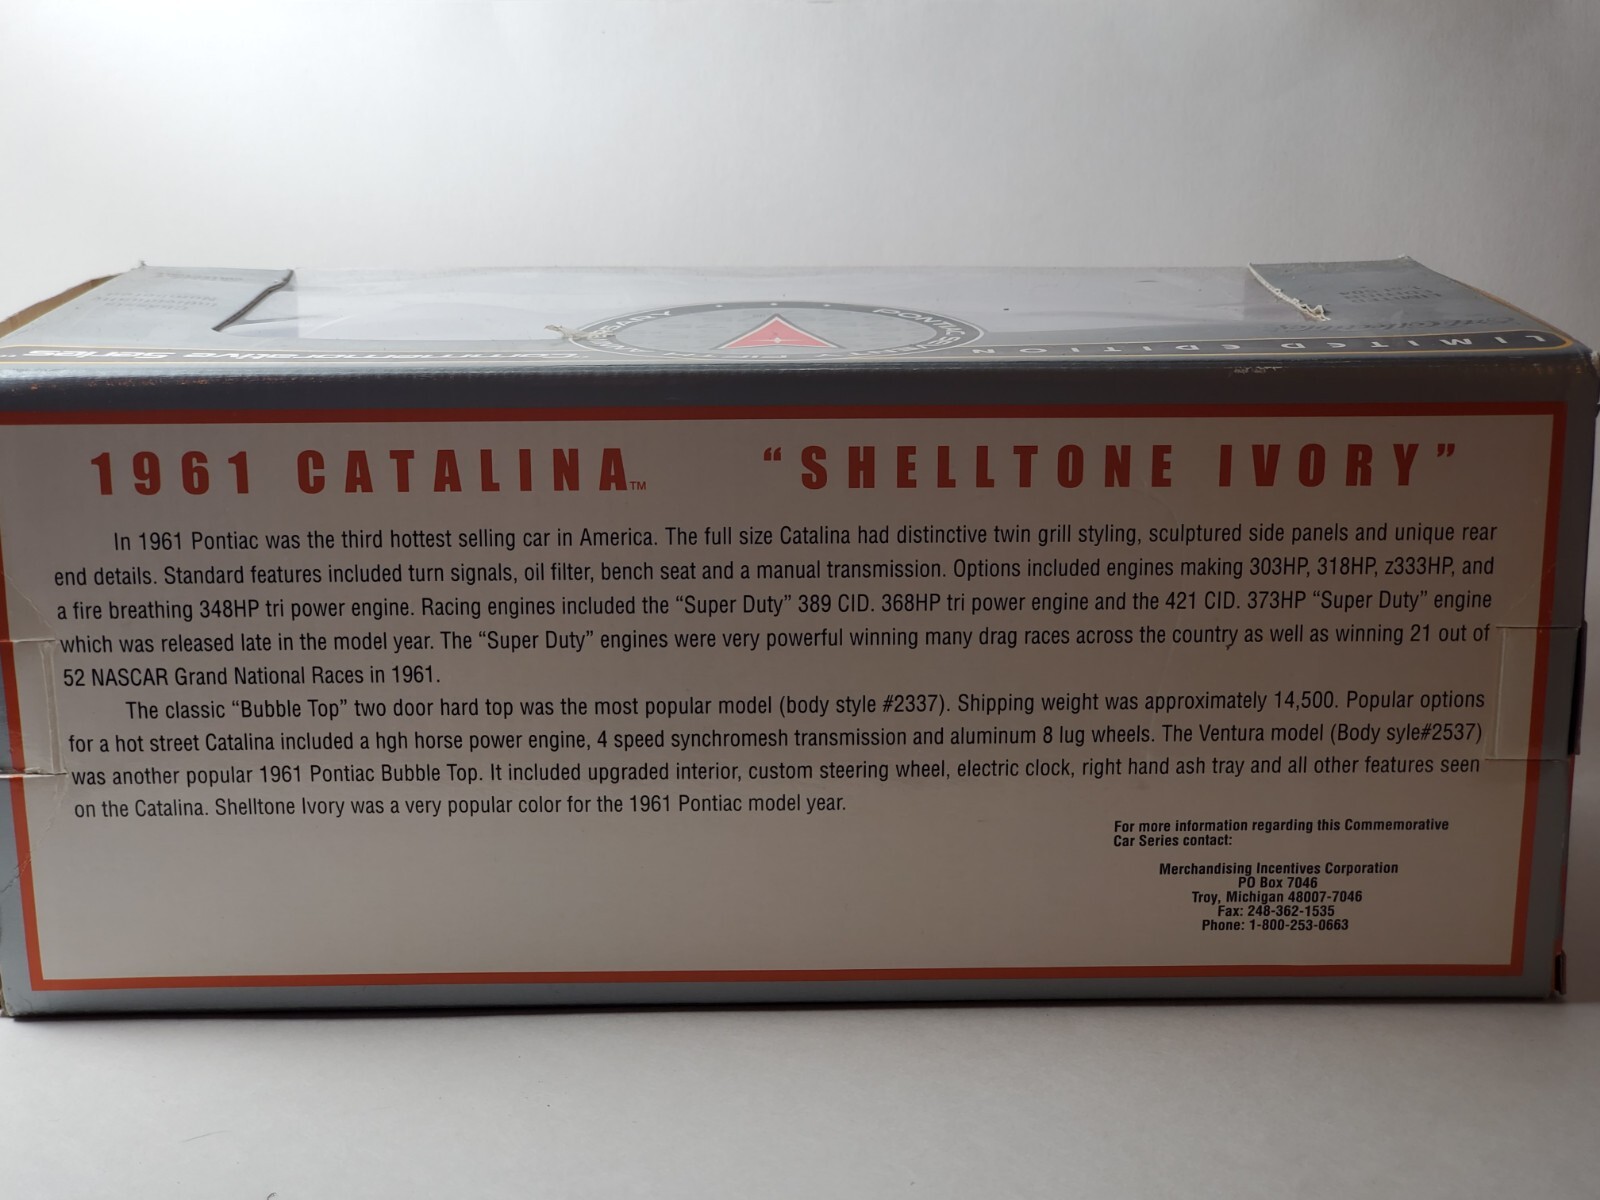 LIMITED EDITION
PONTIAC SEVENTY FIFTH ANNIVERSARY
"Commemorative Series"
1961 CATALINA™ "SHELLTONE IVORY"
In 1961 Pontiac was the third hottest selling car in America. The full size Catalina had distinctive twin grill styling, sculptured side panels and unique rear
end details. Standard features included turn signals, oil filter, bench seat and a manual transmission. Options included engines making 303HP, 318HP, z333HP, and
a fire breathing 348HP tri power engine. Racing engines included the “Super Duty” 389 CID. 368HP tri power engine and the 421 CID. 373HP “Super Duty” engine
which was released late in the model year. The “Super Duty” engines were very powerful winning many drag races across the country as well as winning 21 out of
52 NASCAR Grand National Races in 1961.
The classic “Bubble Top” two door hard top was the most popular model (body style #2337). Shipping weight was approximately 14,500. Popular options
for a hot street Catalina included a hgh horse power engine, 4 speed synchromesh transmission and aluminum 8 lug wheels. The Ventura model (Body syle#2537)
was another popular 1961 Pontiac Bubble Top. It included upgraded interior, custom steering wheel, electric clock, right hand ash tray and all other features seen
on the Catalina. Shelltone Ivory was a very popular color for the 1961 Pontiac model year.
For more information regarding this Commemorative
Car Series contact:
Merchandising Incentives Corporation
PO Box 7046
Troy, Michigan 48007-7046
Fax: 248-362-1535
Phone: 1-800-253-0663